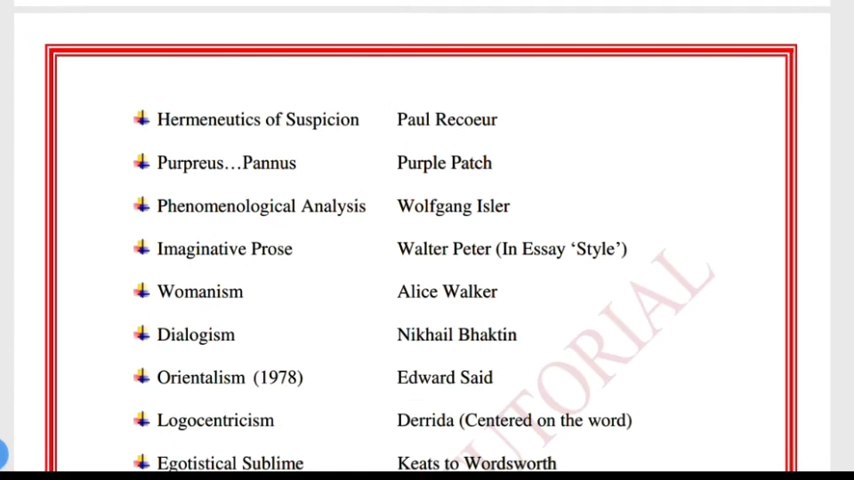 Hermeneutics of Suspicion Paul Recoeur
Purpreus…Pannus Purple Patch
Phenomenological Analysis Wolfgang Isler
Imaginative Prose Walter Peter (In Essay ‘Style’)
Womanism Alice Walker
Dialogism Nikhail Bhaktin
Orientalism (1978) Edward Said
Logocentricism Derrida (Centered on the word)
Egotistical Sublime Keats to Wordsworth
UTORIAL